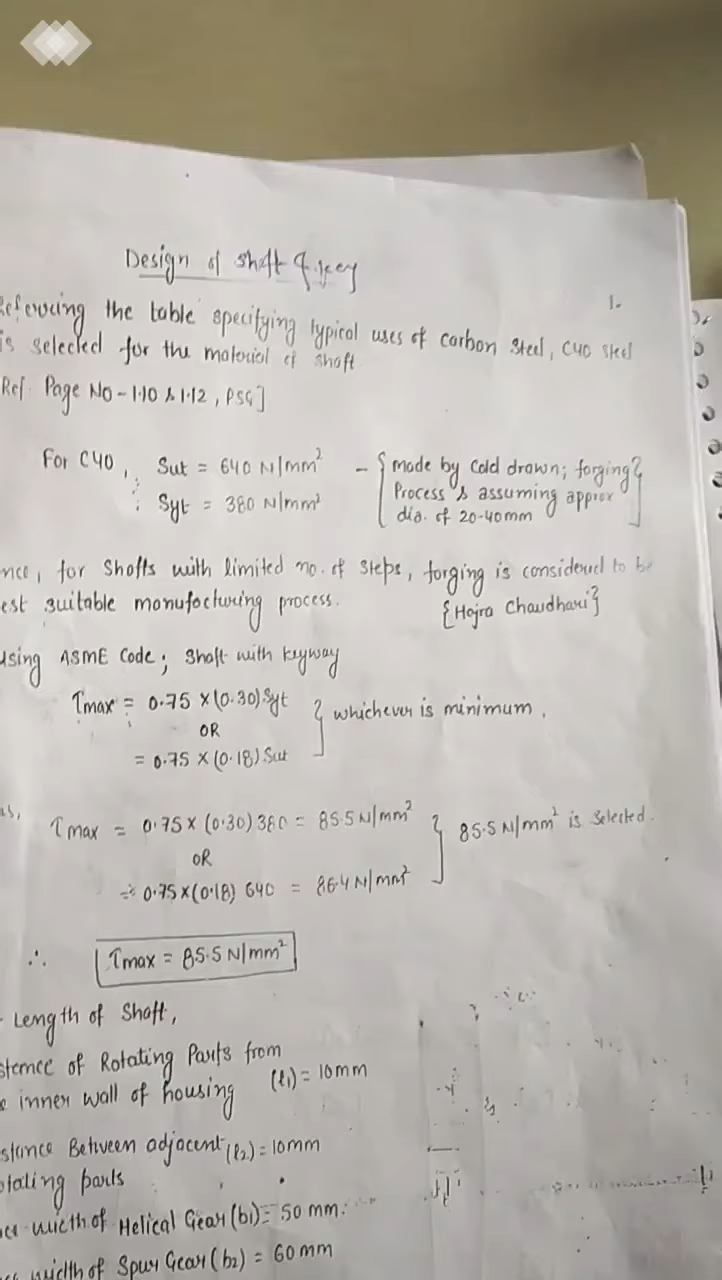 Design of Shaft & key
1.
Referring the table specifying typical uses of carbon steel, C40 steel
is selected for the material of shaft
Ref. Page No - 1.10 & 1.12, PSG]
For C40, Sut = 640 N/mm² - {made by cold drawn; forging
Syt = 380 N/mm² Process & assuming approx
dia. of 20-40mm
nce, for Shafts with limited no. of steps, forging is considered to be
est suitable manufacturing process. {Hajra Chaudhari}
using ASME Code; Shaft with keyway
τmax = 0.75 × (0.30) Syt } whichever is minimum.
OR
= 0.75 × (0.18) Sut
as, τmax = 0.75 × (0.30) 380 = 85.5 N/mm² } 85.5 N/mm² is selected.
OR
= 0.75×(0.18) 640 = 86.4 N/mm²
∴ τmax = 85.5 N/mm²
- Length of Shaft,
stance of Rotating Parts from
e inner wall of housing (l1) = 10mm
stance Between adjacent (l2) = 10mm
otating parts
ace width of Helical Gear (b1) = 50 mm.
ace width of Spur Gear (b2) = 60mm